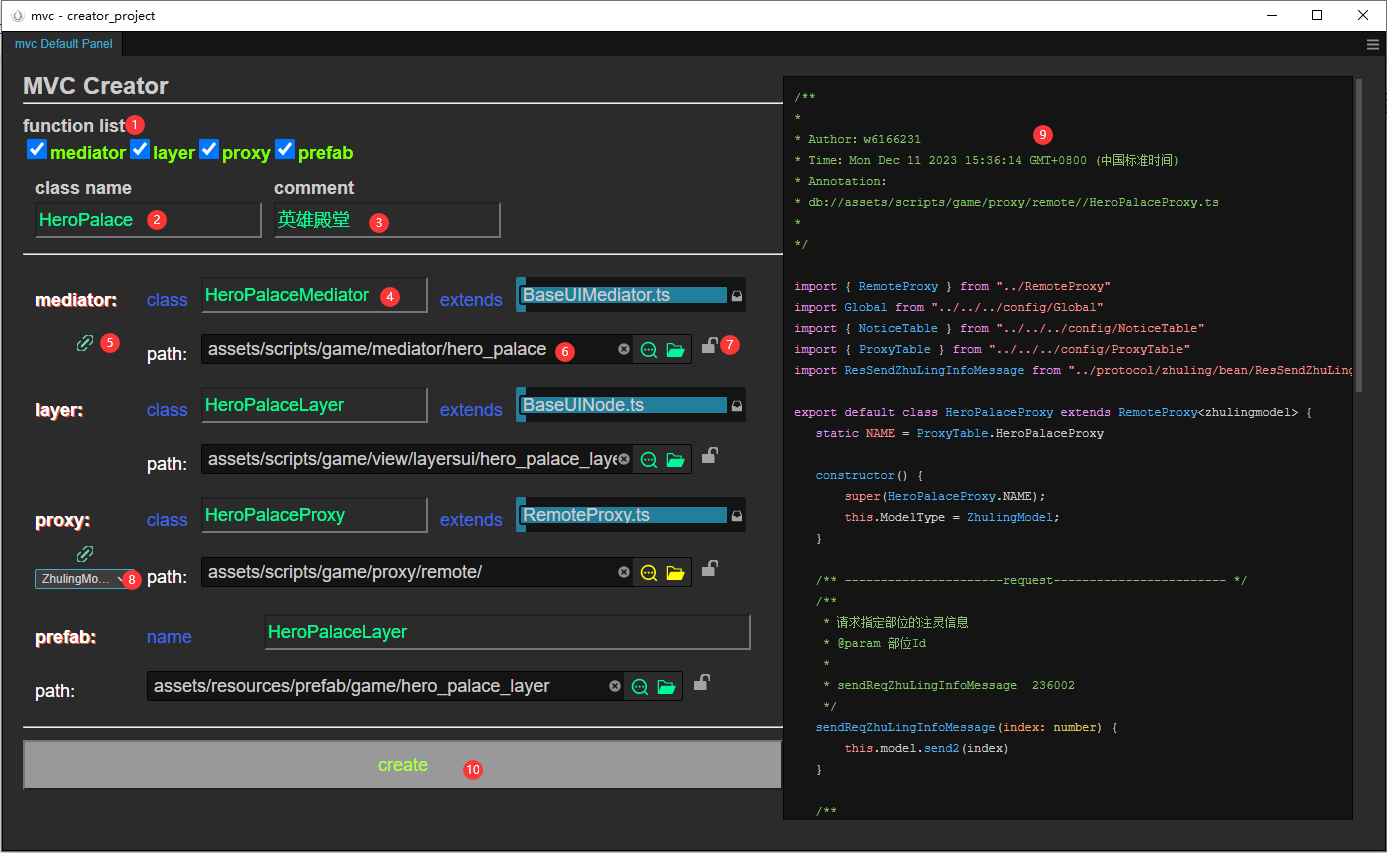 mvc - creator_project
mvc Default Panel
MVC Creator
function list 1
mediator layer proxy prefab
class name comment
HeroPalace 2 英雄殿堂 3
mediator: class HeroPalaceMediator 4 extends BaseUIMediator.ts
5 path: assets/scripts/game/mediator/hero_palace 6 7
layer: class HeroPalaceLayer extends BaseUINode.ts
path: assets/scripts/game/view/layersui/hero_palace_laye
proxy: class HeroPalaceProxy extends RemoteProxy.ts
ZhulingMo... 8 path: assets/scripts/game/proxy/remote/
prefab: name HeroPalaceLayer
path: assets/resources/prefab/game/hero_palace_layer
create 10
/**
*
* Author: w6166231 9
* Time: Mon Dec 11 2023 15:36:14 GMT+0800 (中国标准时间)
* Annotation:
* db://assets/scripts/game/proxy/remote//HeroPalaceProxy.ts
*
*/
import { RemoteProxy } from "../RemoteProxy"
import Global from "../../../config/Global"
import { NoticeTable } from "../../../config/NoticeTable"
import { ProxyTable } from "../../../config/ProxyTable"
import ResSendZhuLingInfoMessage from "../protocol/zhuling/bean/ResSendZhuLing
export default class HeroPalaceProxy extends RemoteProxy<zhulingmodel> {
static NAME = ProxyTable.HeroPalaceProxy
constructor() {
super(HeroPalaceProxy.NAME);
this.ModelType = ZhulingModel;
}
/** ----------------------request------------------------ */
/**
* 请求指定部位的注灵信息
* @param 部位Id
*
* sendReqZhuLingInfoMessage 236002
*/
sendReqZhuLingInfoMessage(index: number) {
this.model.send2(index)
}
/**